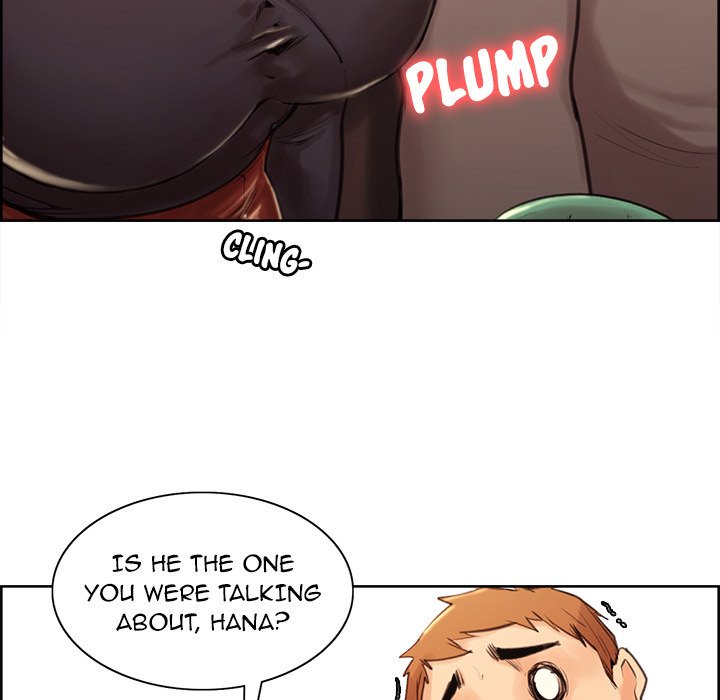 PLUMP
CLING-
IS HE THE ONE
YOU WERE TALKING
ABOUT, HANA?